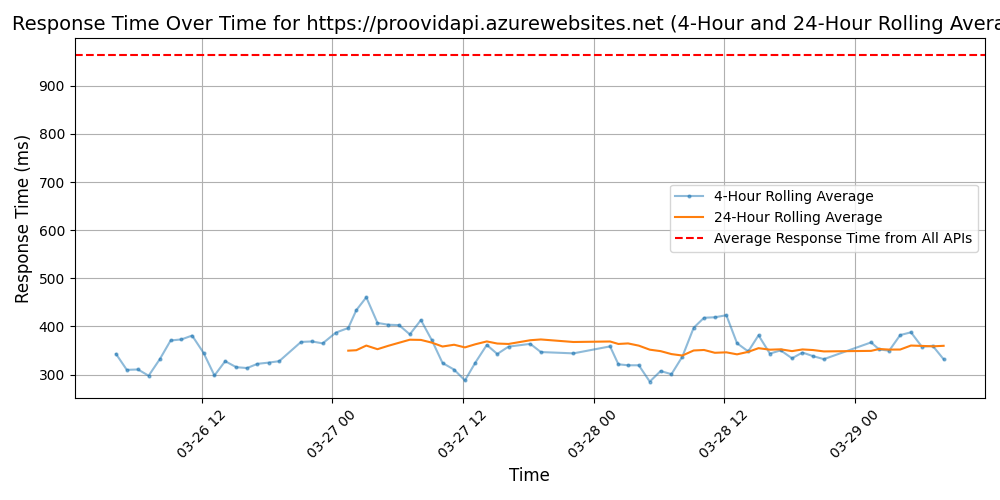 Response Time Over Time for https://proovidapi.azurewebsites.net (4-Hour and 24-Hour Rolling Avera
Response Time (ms)
900
800
700
600
500
400
300
4-Hour Rolling Average
24-Hour Rolling Average
Average Response Time from All APIs
03-26 12
03-27 00
03-27 12
03-28 00
03-28 12
03-29 00
Time